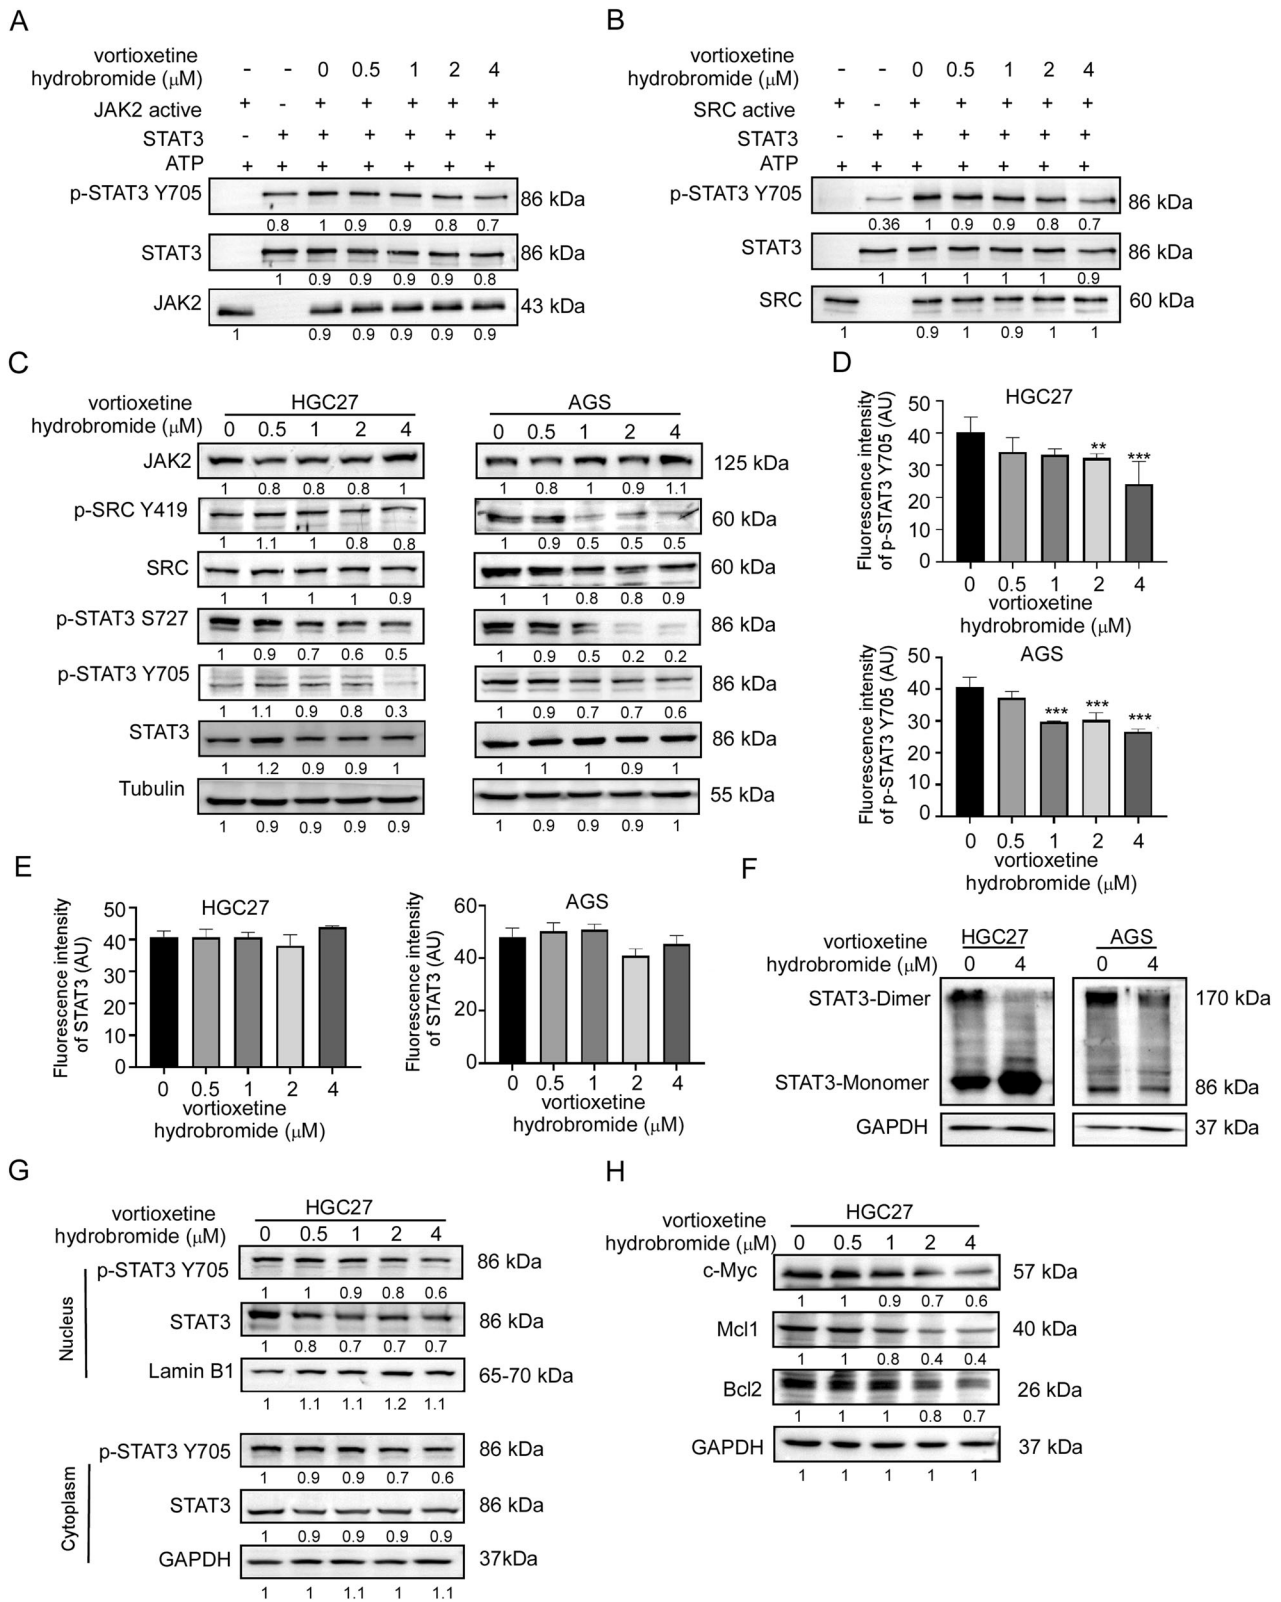 A
vortioxetine
hydrobromide (μM) - - 0 0.5 1 2 4
JAK2 active + - + + + + +
STAT3 - + + + + + +
ATP + + + + + + +
p-STAT3 Y705 86 kDa
0.8 1 0.9 0.9 0.8 0.7
STAT3 86 kDa
1 0.9 0.9 0.9 0.9 0.8
JAK2 43 kDa
1 0.9 0.9 0.9 0.9 0.9
B
vortioxetine
hydrobromide (μM) - - 0 0.5 1 2 4
SRC active + - + + + + +
STAT3 - + + + + + +
ATP + + + + + + +
p-STAT3 Y705 86 kDa
0.36 1 0.9 0.9 0.8 0.7
STAT3 86 kDa
1 1 1 1 1 0.9
SRC 60 kDa
1 0.9 1 0.9 1 1
C
vortioxetine
hydrobromide (μM)
HGC27 AGS
0 0.5 1 2 4 0 0.5 1 2 4
JAK2 125 kDa
1 0.8 0.8 0.8 1 1 0.8 1 0.9 1.1
p-SRC Y419 60 kDa
1 1.1 1 0.8 0.8 1 0.9 0.5 0.5 0.5
SRC 60 kDa
1 1 1 1 0.9 1 1 0.8 0.8 0.9
p-STAT3 S727 86 kDa
1 0.9 0.7 0.6 0.5 1 0.9 0.5 0.2 0.2
p-STAT3 Y705 86 kDa
1 1.1 0.9 0.8 0.3 1 0.9 0.7 0.7 0.6
STAT3 86 kDa
1 1.2 0.9 0.9 1 1 1 1 0.9 1
Tubulin 55 kDa
1 0.9 0.9 0.9 0.9 1 0.9 0.9 0.9 1
D
HGC27
Fluorescence intensity
of p-STAT3 Y705 (AU)
50
40
30
20
10
0
** ***
0 0.5 1 2 4
vortioxetine
hydrobromide (μM)
AGS
Fluorescence intensity
of p-STAT3 Y705 (AU)
50
40
30
20
10
0
*** *** ***
0 0.5 1 2 4
vortioxetine
hydrobromide (μM)
E
HGC27
Fluorescence intensity
of STAT3 (AU)
50
40
30
20
10
0
0 0.5 1 2 4
vortioxetine
hydrobromide (μM)
AGS
Fluorescence intensity
of STAT3 (AU)
60
40
20
0
0 0.5 1 2 4
vortioxetine
hydrobromide (μM)
F
vortioxetine
hydrobromide (μM)
HGC27 AGS
0 4 0 4
STAT3-Dimer 170 kDa
STAT3-Monomer 86 kDa
GAPDH 37 kDa
G
HGC27
vortioxetine
hydrobromide (μM) 0 0.5 1 2 4
Nucleus
p-STAT3 Y705 86 kDa
1 1 0.9 0.8 0.6
STAT3 86 kDa
1 0.8 0.7 0.7 0.7
Lamin B1 65-70 kDa
1 1.1 1.1 1.2 1.1
Cytoplasm
p-STAT3 Y705 86 kDa
1 0.9 0.9 0.7 0.6
STAT3 86 kDa
1 0.9 0.9 0.9 0.9
GAPDH 37kDa
1 1 1.1 1 1.1
H
HGC27
vortioxetine
hydrobromide (μM) 0 0.5 1 2 4
c-Myc 57 kDa
1 1 0.9 0.7 0.6
Mcl1 40 kDa
1 1 0.8 0.4 0.4
Bcl2 26 kDa
1 1 1 0.8 0.7
GAPDH 37 kDa
1 1 1 1 1